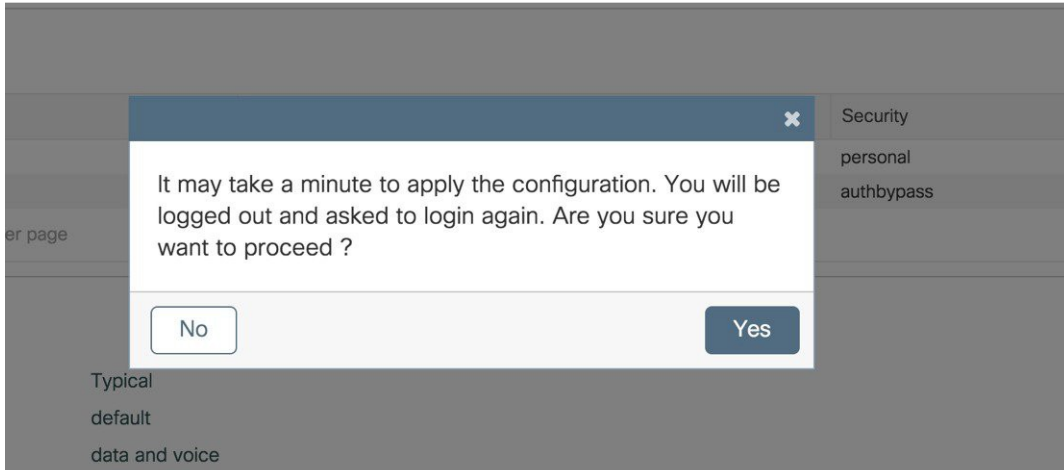 Security
personal
authbypass
er page
It may take a minute to apply the configuration. You will be
logged out and asked to login again. Are you sure you
want to proceed ?
No
Yes
Typical
default
data and voice